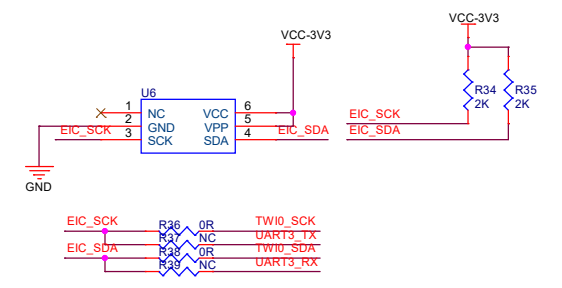 VCC-3V3
VCC-3V3
U6
1 NC VCC 6
2 GND VPP 5
EIC_SCK 3 SCK SDA 4 EIC_SDA
GND
R34
2K
R35
2K
EIC_SCK
EIC_SDA
EIC_SCK R36 0R TWI0_SCK
R37 NC UART3_TX
EIC_SDA R38 0R TWI0_SDA
R39 NC UART3_RX